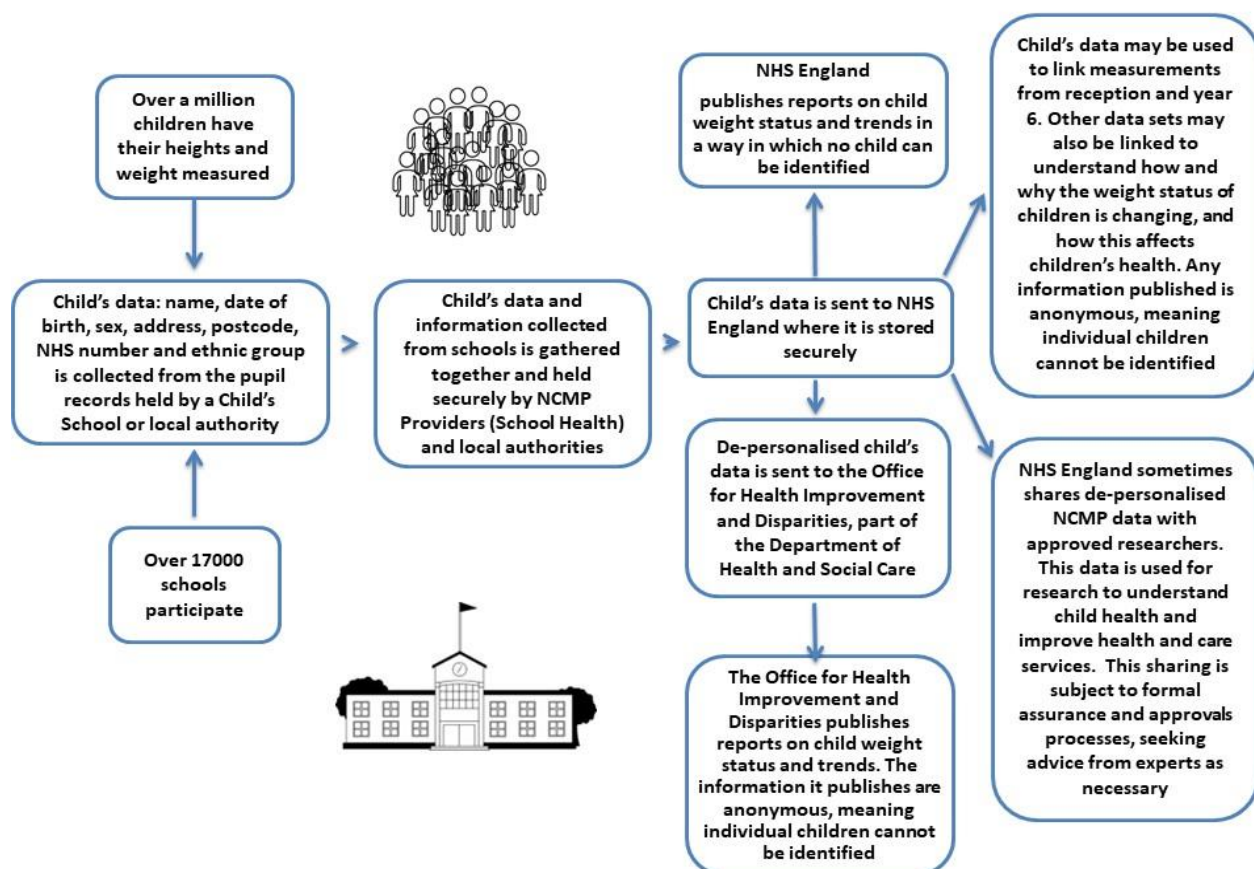 Over a million
children have
their heights and
weight measured
Child's data: name, date of
birth, sex, address, postcode,
NHS number and ethnic group
is collected from the pupil
records held by a Child's
School or local authority
Over 17000
schools
participate
Child's data and
information collected
from schools is gathered
together and held
securely by NCMP
Providers (School Health)
and local authorities
NHS England
publishes reports on child
weight status and trends in
a way in which no child can
be identified
Child's data is sent to NHS
England where it is stored
securely
De-personalised child's
data is sent to the Office
for Health Improvement
and Disparities, part of
the Department of
Health and Social Care
The Office for Health
Improvement and
Disparities publishes
reports on child weight
status and trends. The
information it publishes are
anonymous, meaning
individual children cannot
be identified
Child's data may be used
to link measurements
from reception and year
6. Other data sets may
also be linked to
understand how and
why the weight status of
children is changing, and
how this affects
children's health. Any
information published is
anonymous, meaning
individual children
cannot be identified
NHS England sometimes
shares de-personalised
NCMP data with
approved researchers.
This data is used for
research to understand
child health and
improve health and care
services. This sharing is
subject to formal
assurance and approvals
processes, seeking
advice from experts as
necessary